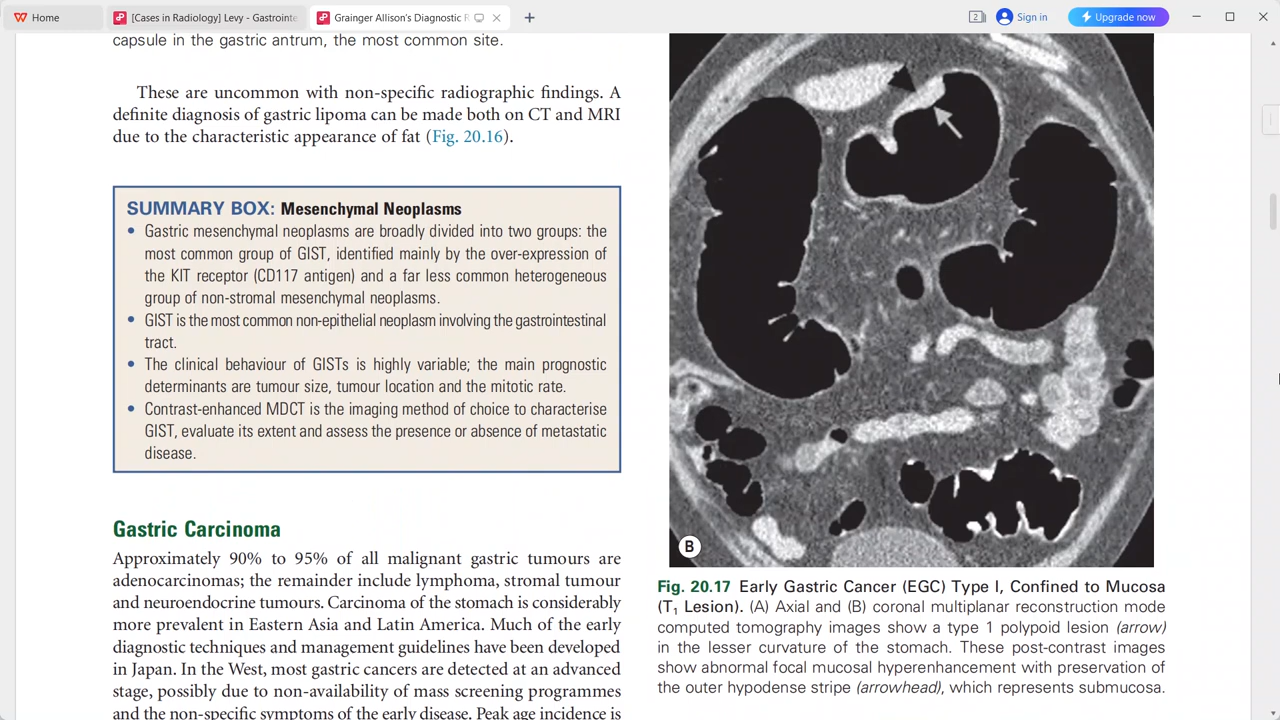 Home
[Cases in Radiology] Levy - Gastrointe
Grainger Allison's Diagnostic R
2
Sign in
Upgrade now
capsule in the gastric antrum, the most common site.
These are uncommon with non-specific radiographic findings. A
definite diagnosis of gastric lipoma can be made both on CT and MRI
due to the characteristic appearance of fat (Fig. 20.16).
SUMMARY BOX: Mesenchymal Neoplasms
• Gastric mesenchymal neoplasms are broadly divided into two groups: the
most common group of GIST, identified mainly by the over-expression of
the KIT receptor (CD117 antigen) and a far less common heterogeneous
group of non-stromal mesenchymal neoplasms.
• GIST is the most common non-epithelial neoplasm involving the gastrointestinal
tract.
• The clinical behaviour of GISTs is highly variable; the main prognostic
determinants are tumour size, tumour location and the mitotic rate.
• Contrast-enhanced MDCT is the imaging method of choice to characterise
GIST, evaluate its extent and assess the presence or absence of metastatic
disease.
Gastric Carcinoma
Approximately 90% to 95% of all malignant gastric tumours are
adenocarcinomas; the remainder include lymphoma, stromal tumour
and neuroendocrine tumours. Carcinoma of the stomach is considerably
more prevalent in Eastern Asia and Latin America. Much of the early
diagnostic techniques and management guidelines have been developed
in Japan. In the West, most gastric cancers are detected at an advanced
stage, possibly due to non-availability of mass screening programmes
and the non-specific symptoms of the early disease. Peak age incidence is
B
Fig. 20.17 Early Gastric Cancer (EGC) Type I, Confined to Mucosa
(T1 Lesion). (A) Axial and (B) coronal multiplanar reconstruction mode
computed tomography images show a type 1 polypoid lesion (arrow)
in the lesser curvature of the stomach. These post-contrast images
show abnormal focal mucosal hyperenhancement with preservation of
the outer hypodense stripe (arrowhead), which represents submucosa.